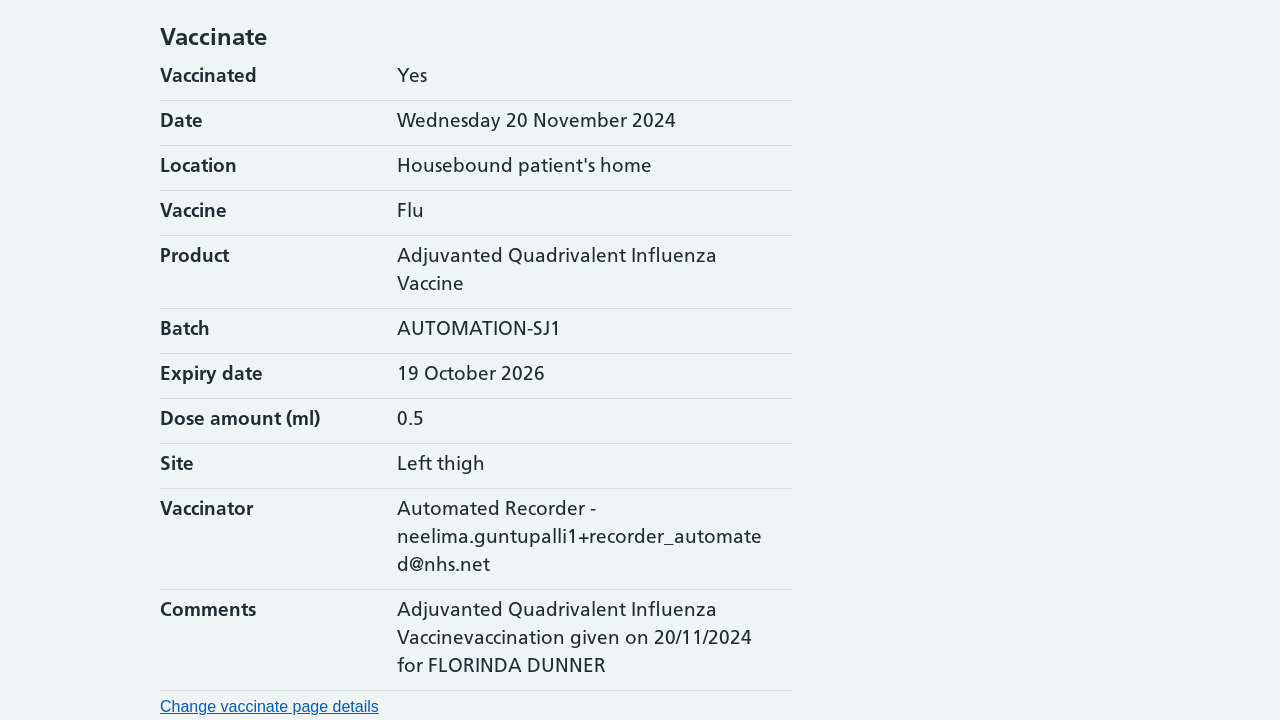 Vaccinate
Vaccinated Yes
Date Wednesday 20 November 2024
Location Housebound patient's home
Vaccine Flu
Product Adjuvanted Quadrivalent Influenza
Vaccine
Batch AUTOMATION-SJ1
Expiry date 19 October 2026
Dose amount (ml) 0.5
Site Left thigh
Vaccinator Automated Recorder -
neelima.guntupalli1+recorder_automate
d@nhs.net
Comments Adjuvanted Quadrivalent Influenza
Vaccinevaccination given on 20/11/2024
for FLORINDA DUNNER
Change vaccinate page details